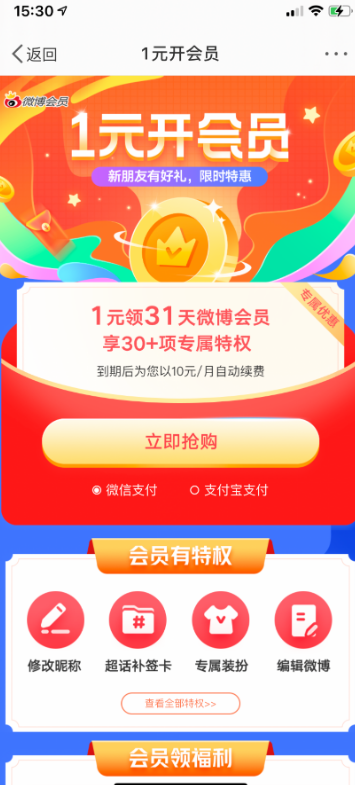 15:30
返回
1元开会员
微博会员
1元开会员
新朋友有好礼，限时特惠
专属优惠
1元领31天微博会员
享30+项专属特权
到期后为您以10元/月自动续费
立即抢购
微信支付
支付宝支付
会员有特权
修改昵称
超话补签卡
专属装扮
编辑微博
查看全部特权>>
会员领福利